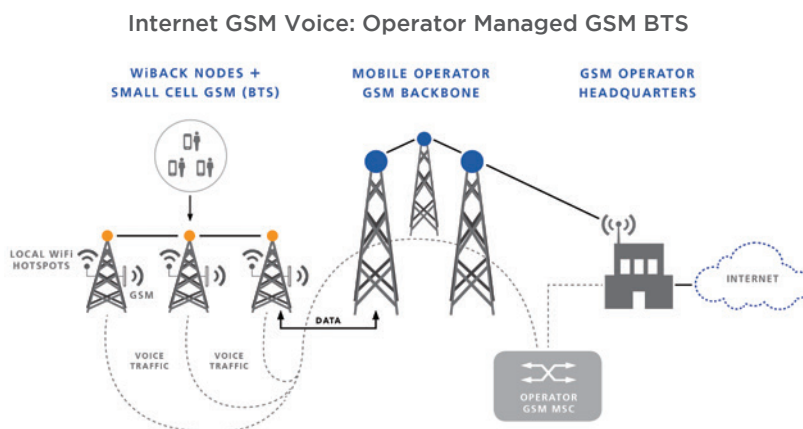 Internet GSM Voice: Operator Managed GSM BTS
WiBACK NODES +
SMALL CELL GSM (BTS)
MOBILE OPERATOR
GSM BACKBONE
GSM OPERATOR
HEADQUARTERS
LOCAL WiFi
HOTSPOTS
GSM
INTERNET
DATA
VOICE
TRAFFIC
VOICE
TRAFFIC
OPERATOR
GSM MSC